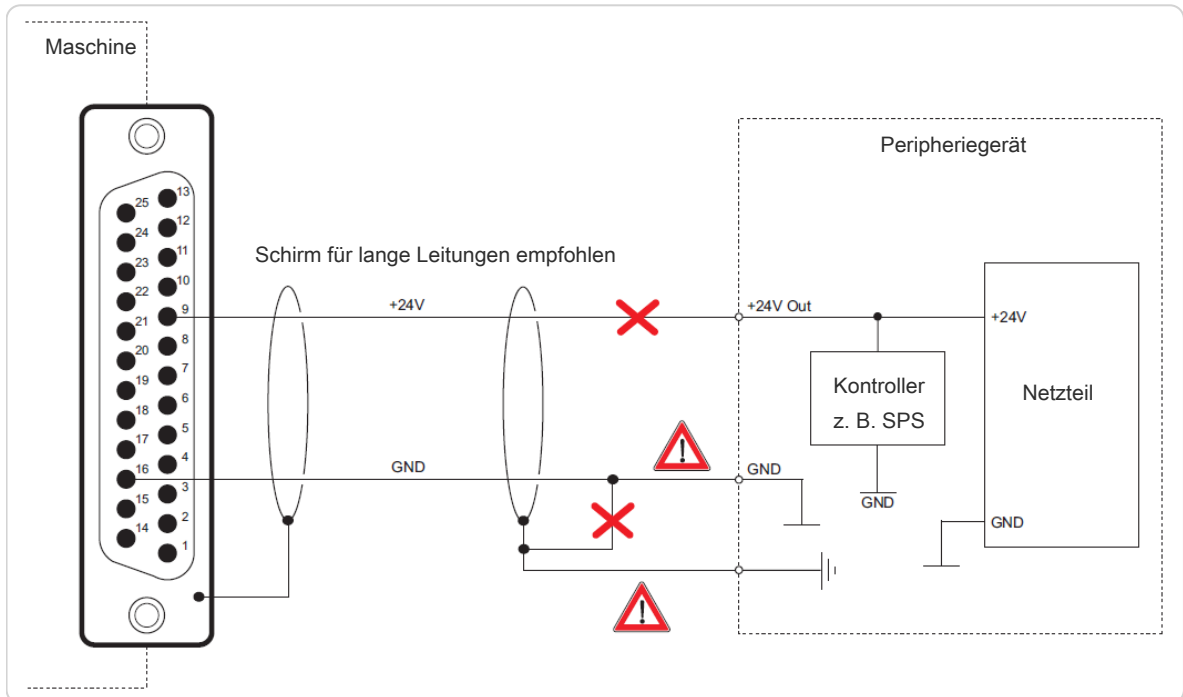 Maschine
Peripheriegerät
Schirm für lange Leitungen empfohlen
13
25
12
24
11
23
10
22
9
21
8
20
7
19
6
18
5
17
4
16
3
15
2
14
1
+24V
+24V Out
+24V
Kontroller
z. B. SPS
Netzteil
GND
GND
GND
GND